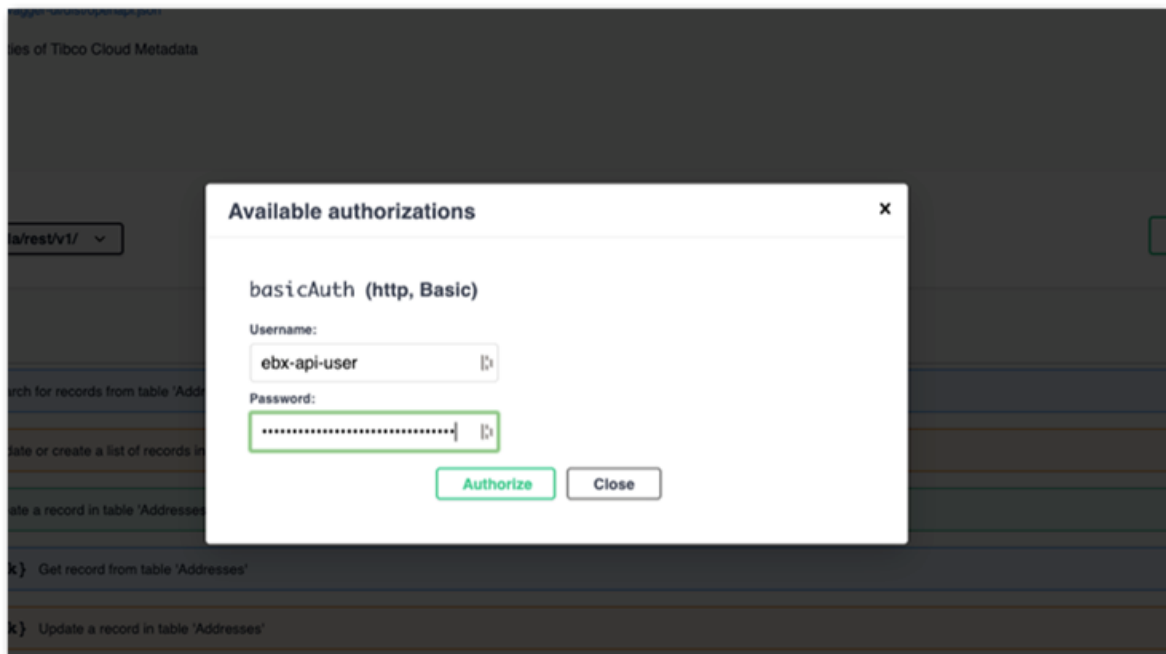 ties of Tibco Cloud Metadata
Available authorizations
x
la/rest/v1/
basicAuth (http, Basic)
Username:
ebx-api-user
Password:
Authorize
Close
rch for records from table 'Addr
date or create a list of records in
ate a record in table 'Addresses
k} Get record from table 'Addresses'
k} Update a record in table 'Addresses'